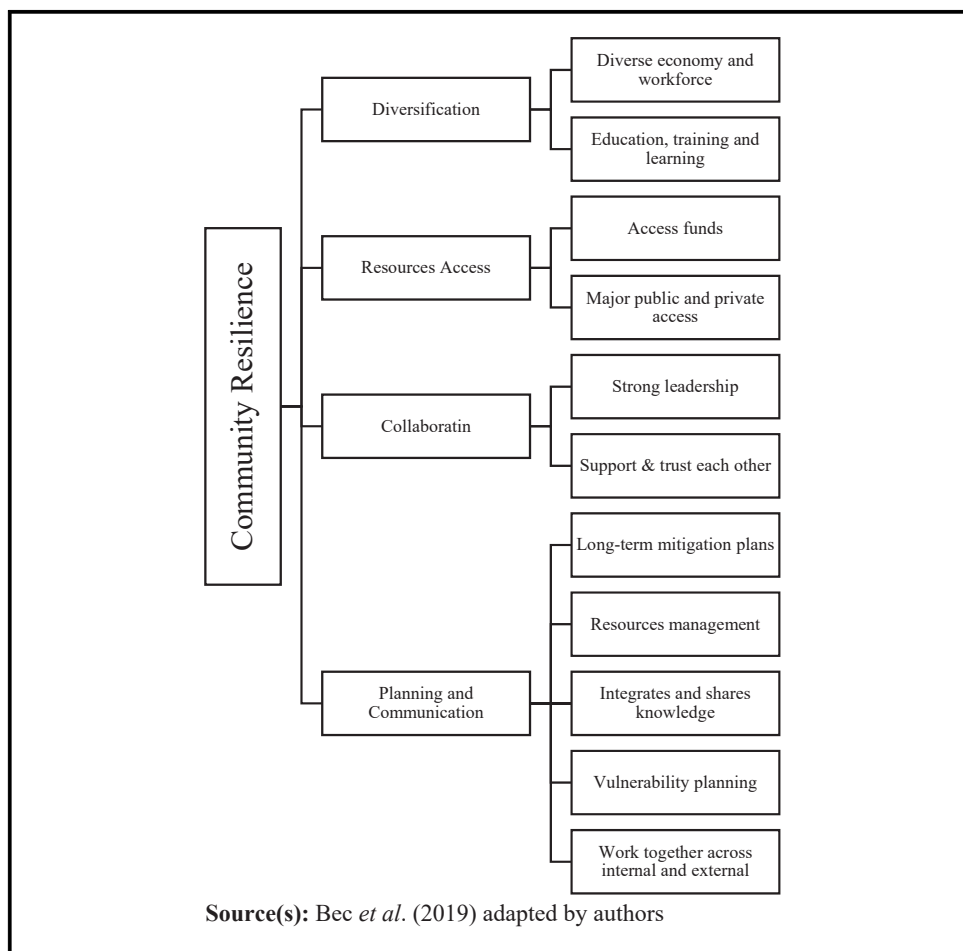 Community Resilience
Diversification
Diverse economy and
workforce
Education, training and
learning
Resources Access
Access funds
Major public and private
access
Collaboratin
Strong leadership
Support & trust each other
Planning and
Communication
Long-term mitigation plans
Resources management
Integrates and shares
knowledge
Vulnerability planning
Work together across
internal and external
Source(s): Bec et al. (2019) adapted by authors